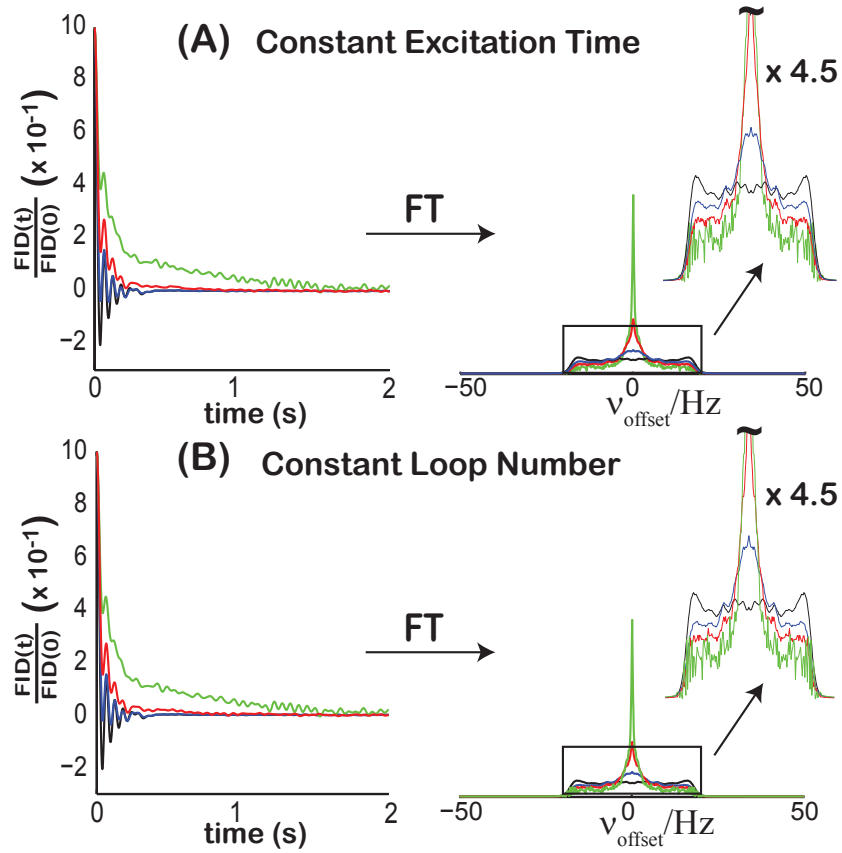 (A) Constant Excitation Time
FID(t)
FID(0)
(x 10⁻¹)
10
8
6
4
2
0
−2
0
1
2
time (s)
FT
−50
0
50
ν_offset/Hz
x 4.5
(B) Constant Loop Number
FID(t)
FID(0)
(x 10⁻¹)
10
8
6
4
2
0
−2
0
1
2
time (s)
FT
−50
0
50
ν_offset/Hz
x 4.5